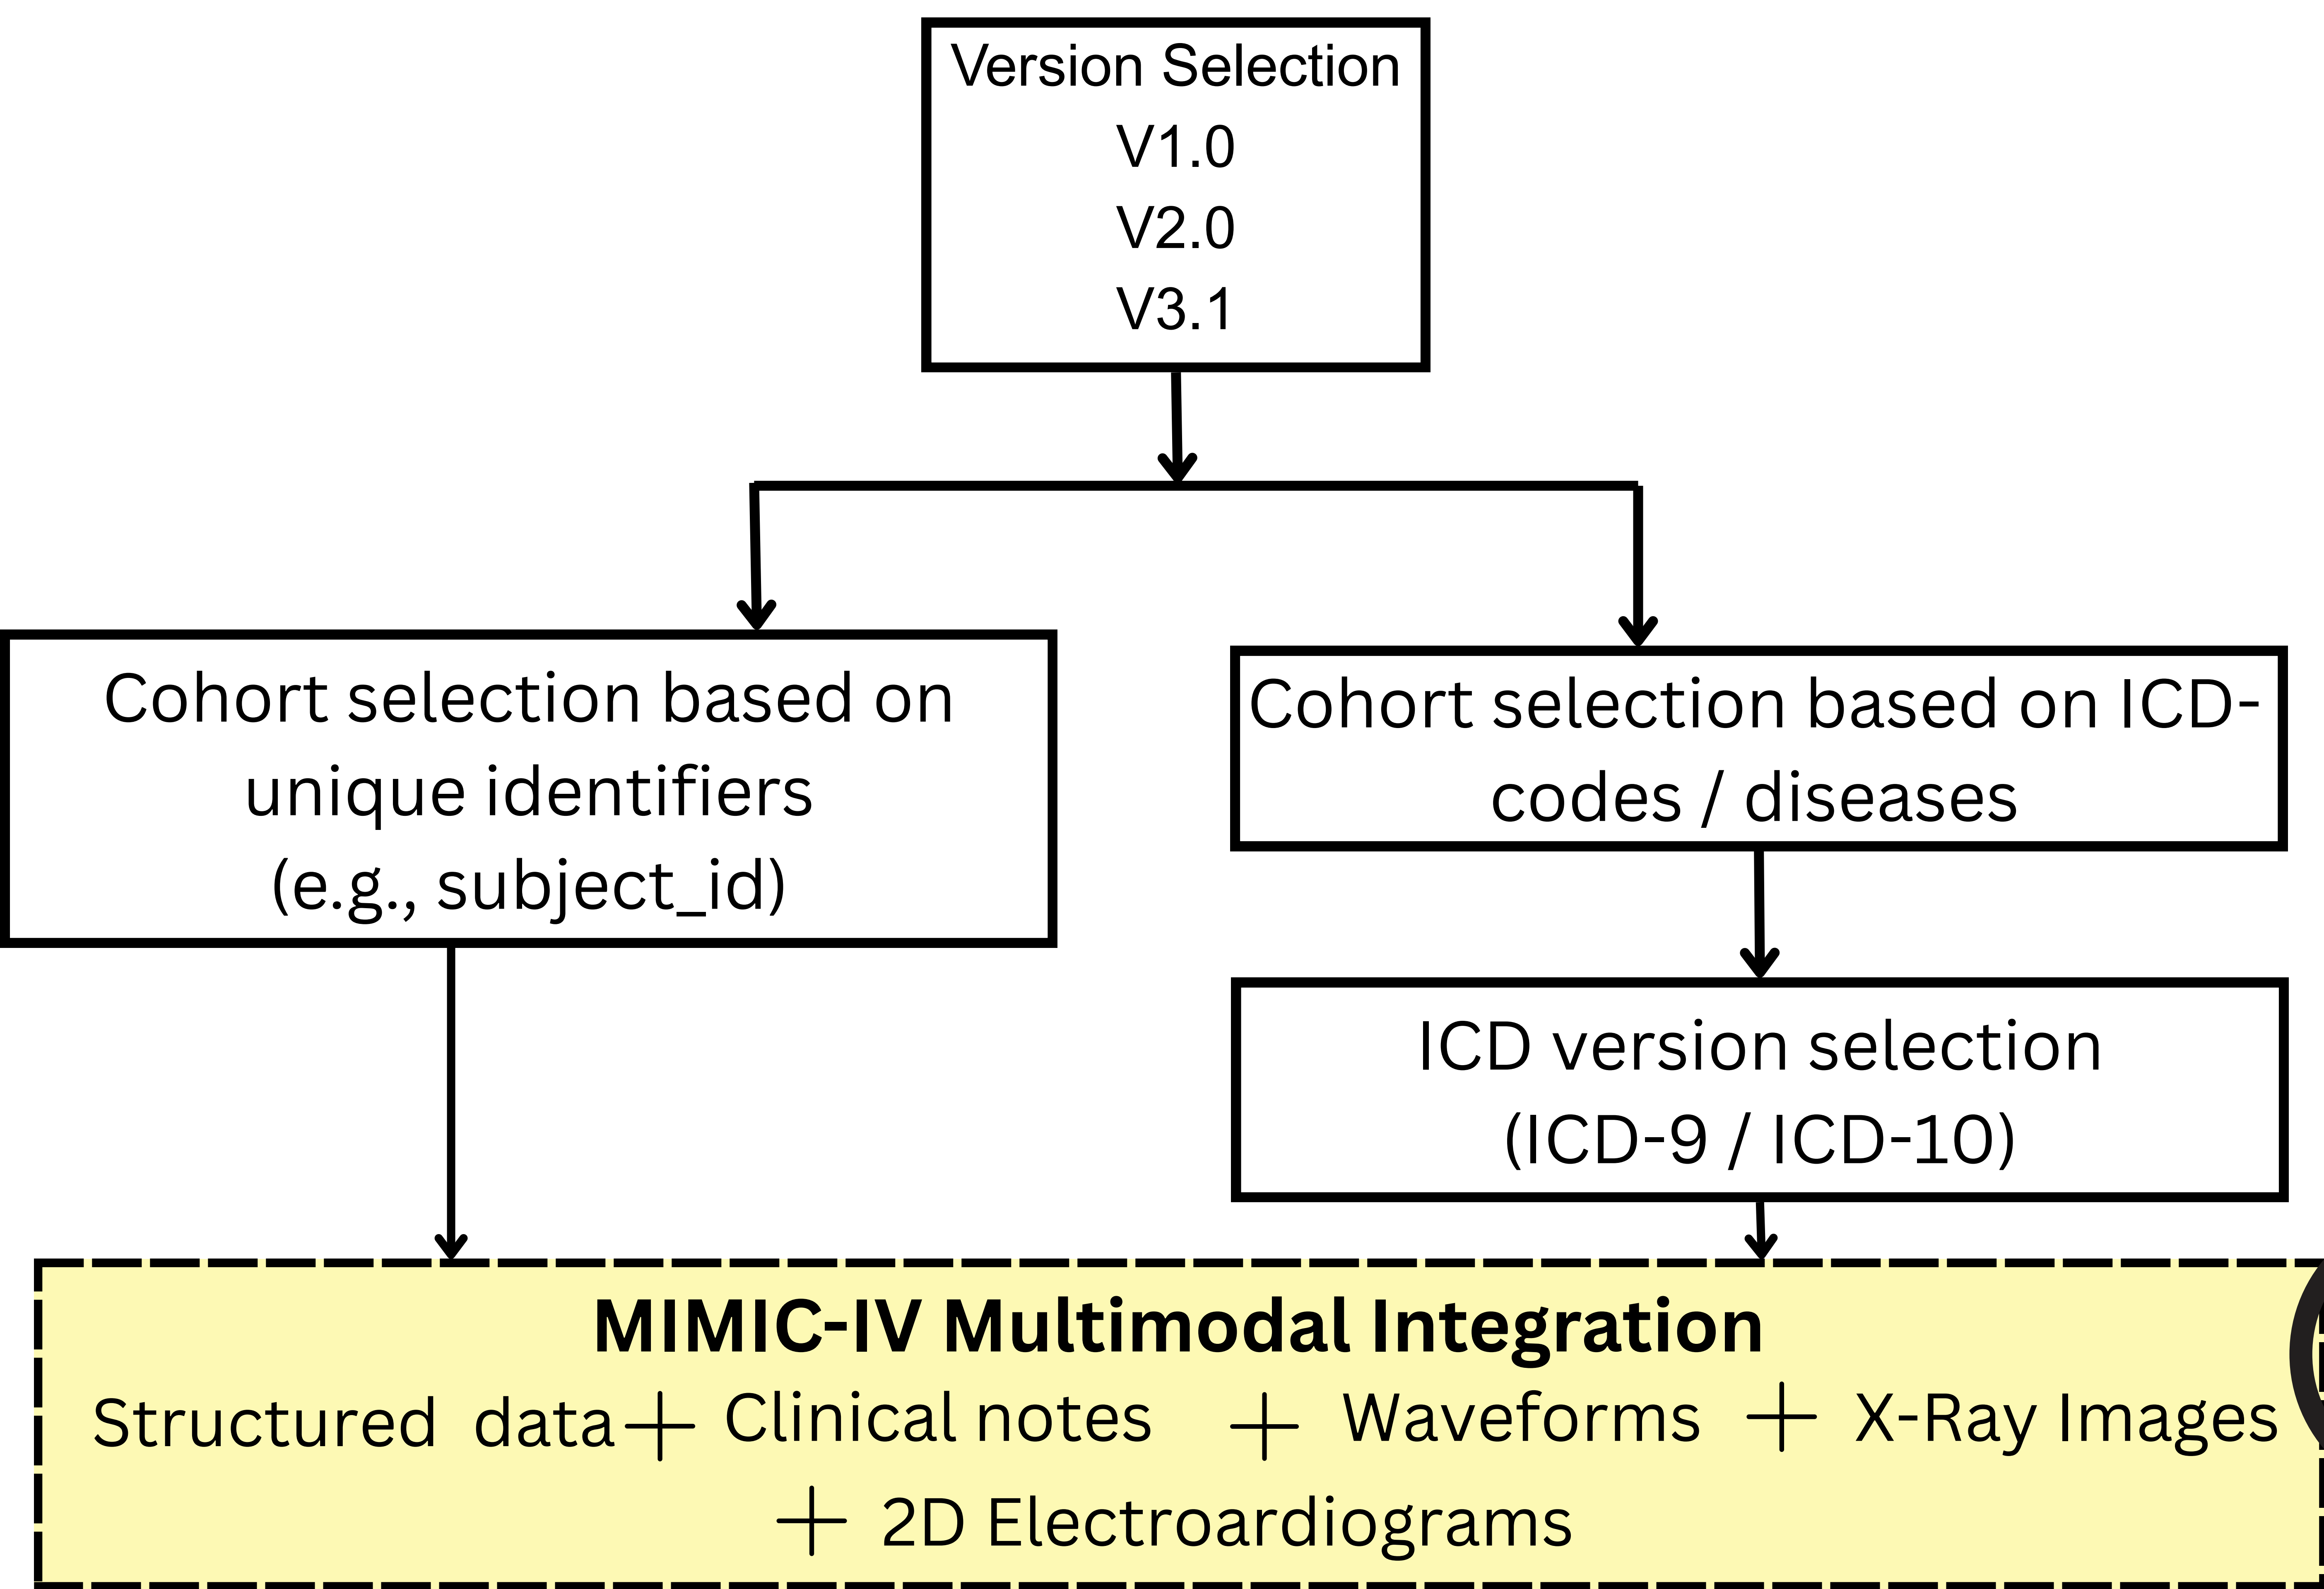 Version Selection
V1.0
V2.0
V3.1
Cohort selection based on
unique identifiers
(e.g., subject_id)
Cohort selection based on ICD-
codes / diseases
ICD version selection
(ICD-9 / ICD-10)
MIMIC-IV Multimodal Integration
Structured data + Clinical notes + Waveforms + X-Ray Images
+ 2D Electroardiograms